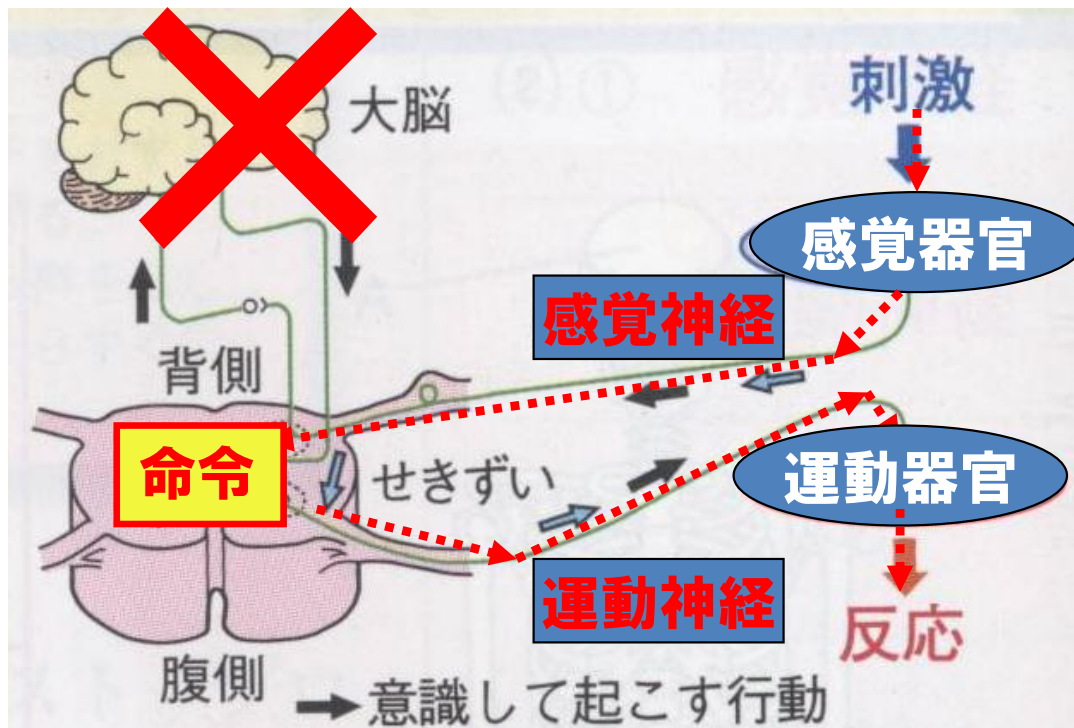 大脳
刺激
感覚器官
感覚神経
背側
命令
せきずい
運動器官
運動神経
反応
腹側
意識して起こす行動